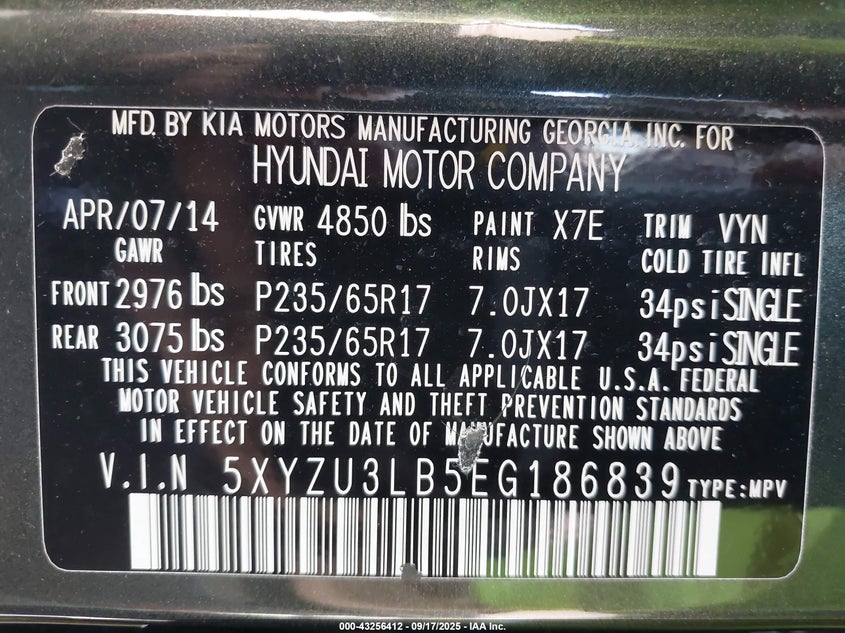 MFD. BY KIA MOTORS MANUFACTURING GEORGIA, INC. FOR
HYUNDAI MOTOR COMPANY
APR/07/14 GVWR 4850 lbs PAINT X7E TRIM VYN
GAWR TIRES RIMS COLD TIRE INFL
FRONT 2976 lbs P235/65R17 7.0JX17 34psi SINGLE
REAR 3075 lbs P235/65R17 7.0JX17 34psi SINGLE
THIS VEHICLE CONFORMS TO ALL APPLICABLE U.S.A. FEDERAL
MOTOR VEHICLE SAFETY AND THEFT PREVENTION STANDARDS
IN EFFECT ON THE DATE OF MANUFACTURE SHOWN ABOVE
V.I.N 5XYZU3LB5EG186839 TYPE:MPV
000-43256412 - 09/17/2025 - IAA Inc.